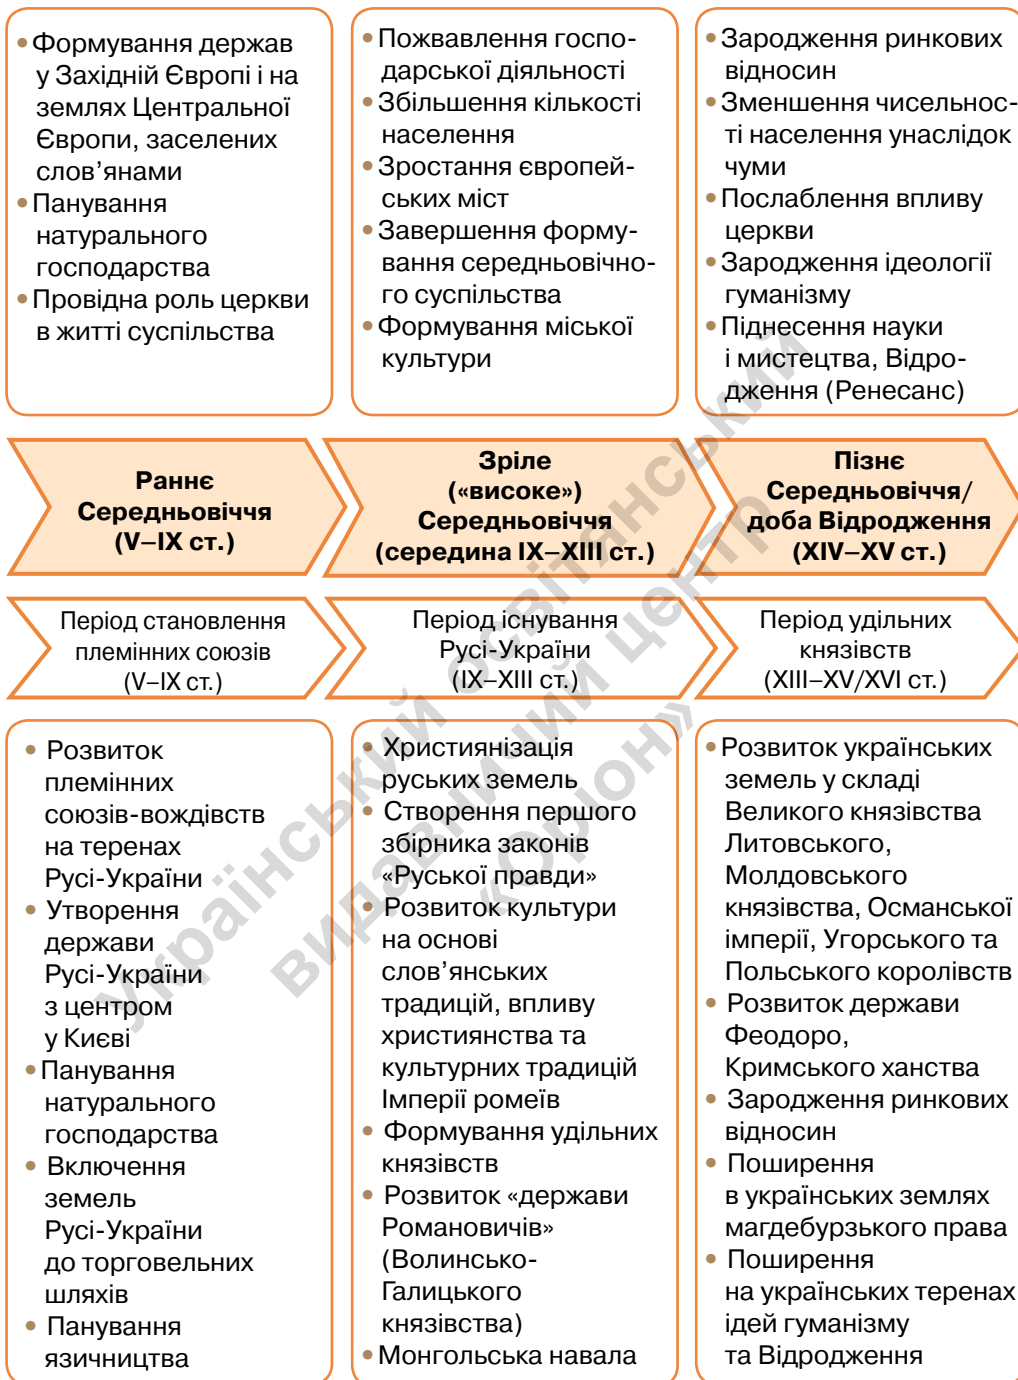 • Формування держав
у Західній Європі і на
землях Центральної
Європи, заселених
слов’янами
• Панування
натурального
господарства
• Провідна роль церкви
в житті суспільства
• Пожвавлення госпо-
дарської діяльності
• Збільшення кількості
населення
• Зростання європей-
ських міст
• Завершення форму-
вання середньовічно-
го суспільства
• Формування міської
культури
• Зародження ринкових
відносин
• Зменшення чисельнос-
ті населення унаслідок
чуми
• Послаблення впливу
церкви
• Зародження ідеології
гуманізму
• Піднесення науки
і мистецтва, Відро-
дження (Ренесанс)
Раннє
Середньовіччя
(V–IX ст.)
Зріле
(«високе»)
Середньовіччя
(середина IX–XIII ст.)
Пізнє
Середньовіччя/
доба Відродження
(XIV–XV ст.)
Період становлення
племінних союзів
(V–IX ст.)
Період існування
Русі-України
(IX–XIII ст.)
Період удільних
князівств
(XIII–XV/XVI ст.)
• Розвиток
племінних
союзів-вождівств
на теренах
Русі-України
• Утворення
держави
Русі-України
з центром
у Києві
• Панування
натурального
господарства
• Включення
земель
Русі-України
до торговельних
шляхів
• Панування
язичництва
• Християнізація
руських земель
• Створення першого
збірника законів
«Руської правди»
• Розвиток культури
на основі
слов’янських
традицій, впливу
християнства та
культурних традицій
Імперії ромеїв
• Формування удільних
князівств
• Розвиток «держави
Романовичів»
(Волинсько-
Галицького
князівства)
• Монгольська навала
• Розвиток українських
земель у складі
Великого князівства
Литовського,
Молдовського
князівства, Османської
імперії, Угорського та
Польського королівств
• Розвиток держави
Феодоро,
Кримського ханства
• Зародження ринкових
відносин
• Поширення
в українських землях
магдебурзького права
• Поширення
на українських теренах
ідей гуманізму
та Відродження
Український освітянський
видавничий центр
«Оріон»